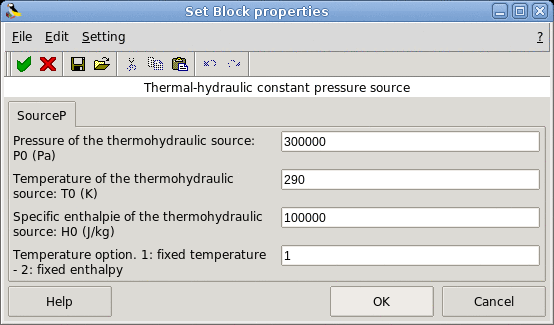 Set Block properties
File Edit Setting ?
Thermal-hydraulic constant pressure source
SourceP
Pressure of the thermohydraulic source:
P0 (Pa)
300000
Temperature of the thermohydraulic
source: T0 (K)
290
Specific enthalpie of the thermohydraulic
source: H0 (J/kg)
100000
Temperature option. 1: fixed temperature
- 2: fixed enthalpy
1
Help OK Cancel